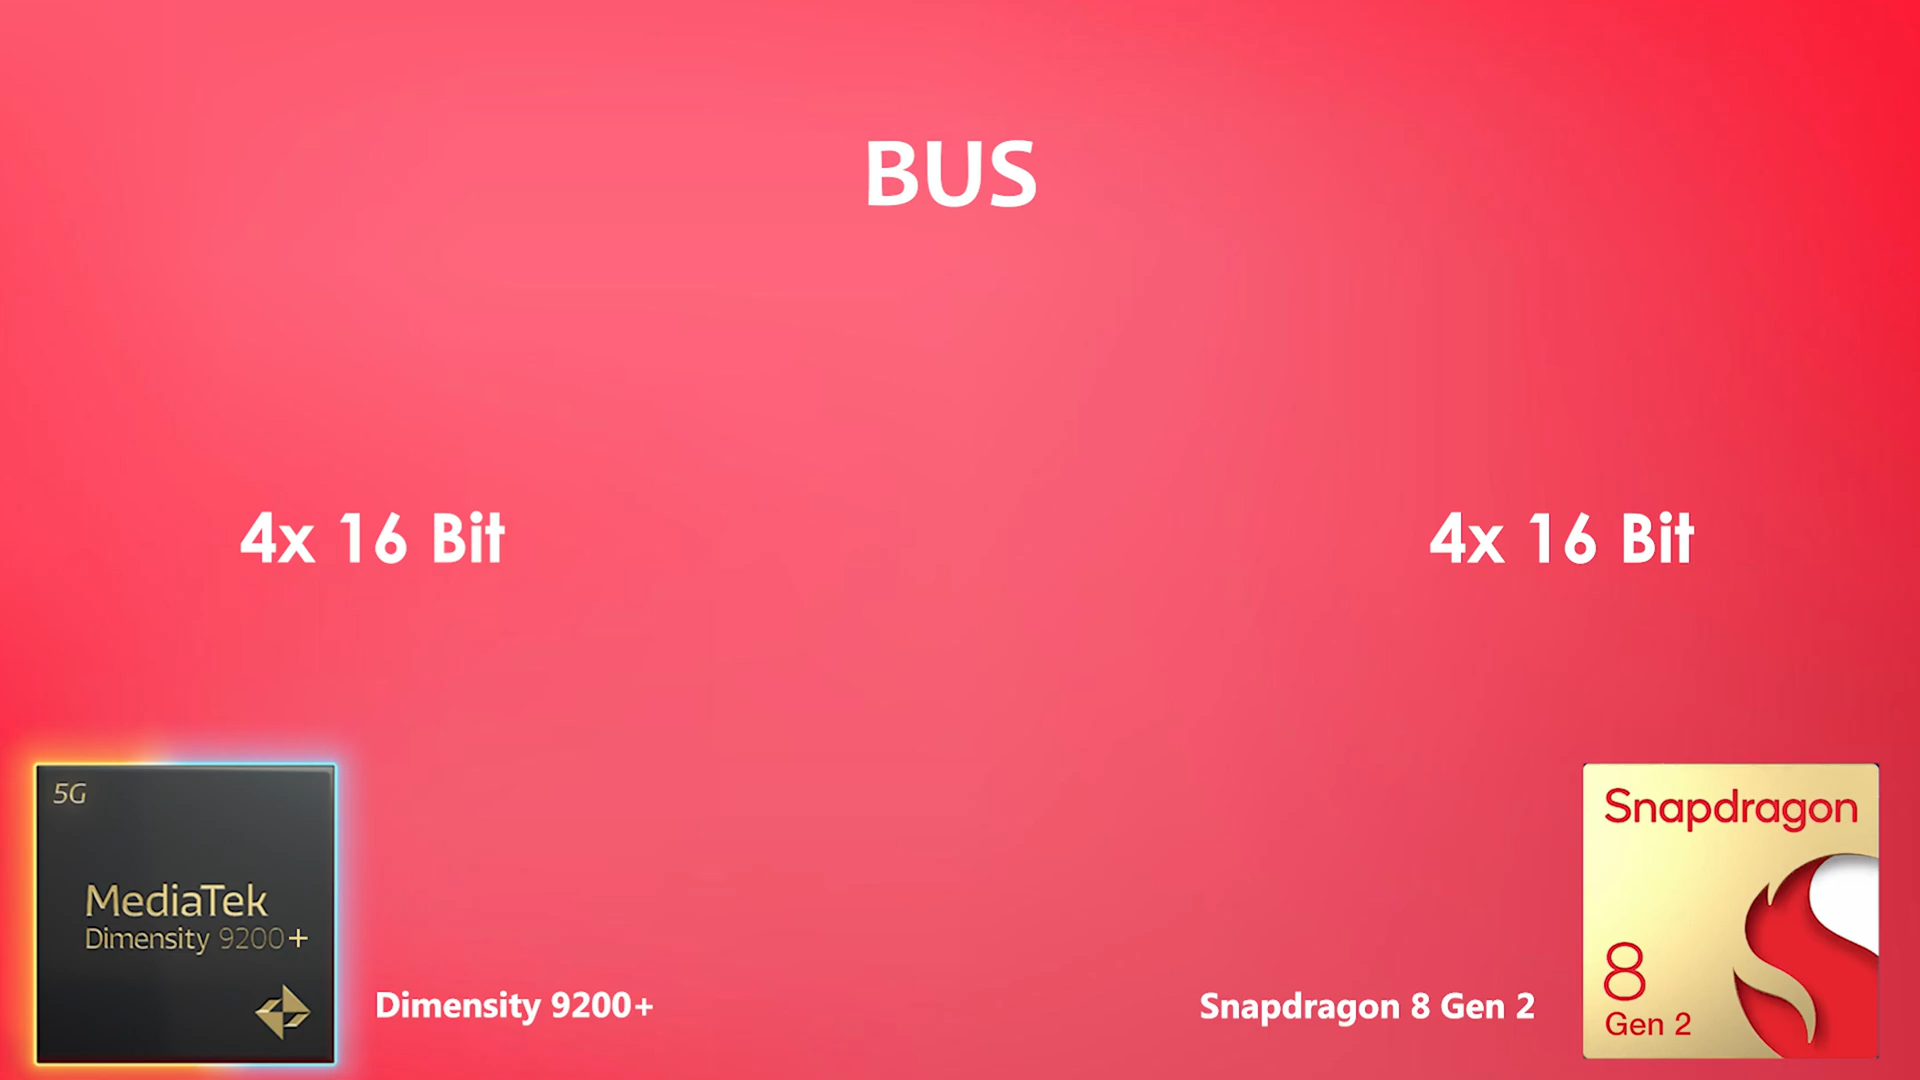 BUS
4x 16 Bit
4x 16 Bit
5G
MediaTek
Dimensity 9200+
Dimensity 9200+
Snapdragon 8 Gen 2
Snapdragon
8
Gen 2